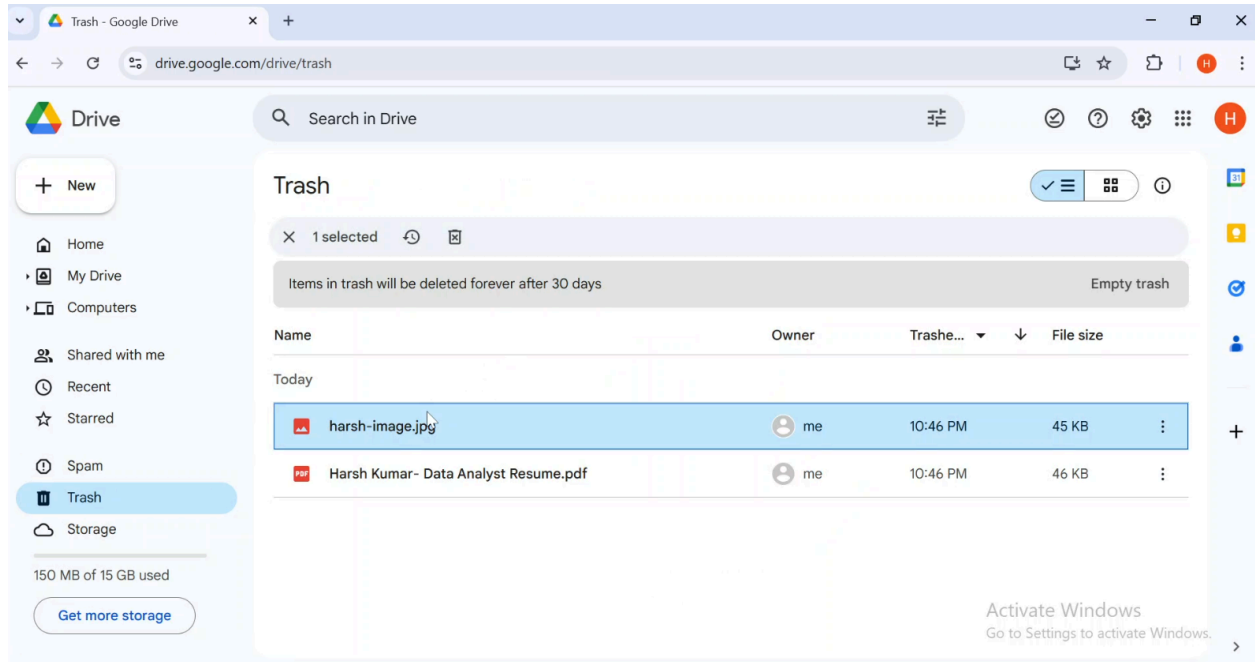 Trash - Google Drive
drive.google.com/drive/trash
H
Drive
Search in Drive
H
31
New
Trash
1 selected
Home
My Drive
Items in trash will be deleted forever after 30 days Empty trash
Computers
Name Owner Trashe... File size
Shared with me
Today
Recent
Starred
harsh-image.jpg me 10:46 PM 45 KB
Spam
PDF Harsh Kumar- Data Analyst Resume.pdf me 10:46 PM 46 KB
Trash
Storage
150 MB of 15 GB used
Get more storage
Activate Windows
Go to Settings to activate Windows.